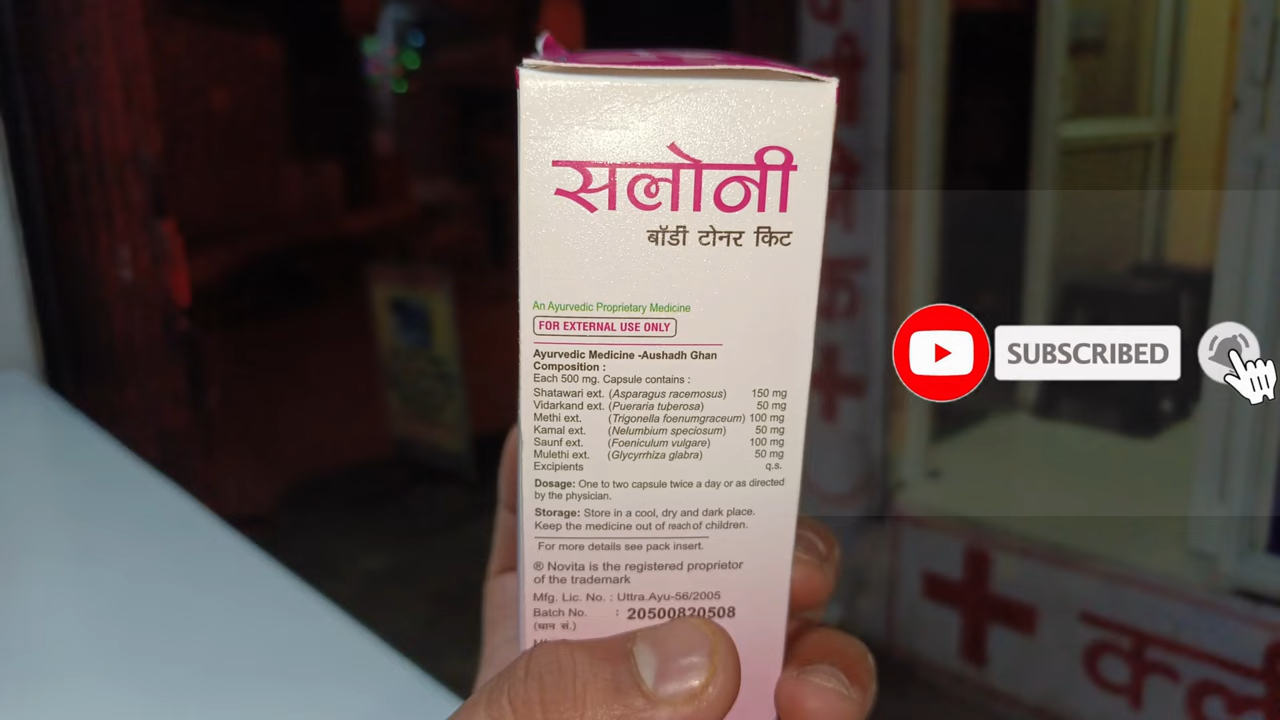 सलोनी
बॉडी टोनर किट
An Ayurvedic Proprietary Medicine
FOR EXTERNAL USE ONLY
Ayurvedic Medicine -Aushadh Ghan
Composition :
Each 500 mg. Capsule contains :
Shatawari ext. (Asparagus racemosus) 150 mg
Vidarkand ext. (Pueraria tuberosa) 50 mg
Methi ext. (Trigonella foenumgraceum) 100 mg
Kamal ext. (Nelumbium speciosum) 50 mg
Saunf ext. (Foeniculum vulgare) 100 mg
Mulethi ext. (Glycyrrhiza glabra) 50 mg
Excipients q.s.
Dosage: One to two capsule twice a day or as directed
by the physician.
Storage: Store in a cool, dry and dark place.
Keep the medicine out of reach of children.
For more details see pack insert.
® Novita is the registered proprietor
of the trademark
Mfg. Lic. No. : Uttra.Ayu-56/2005
Batch No. : 20500820508
(घान सं.)
SUBSCRIBED